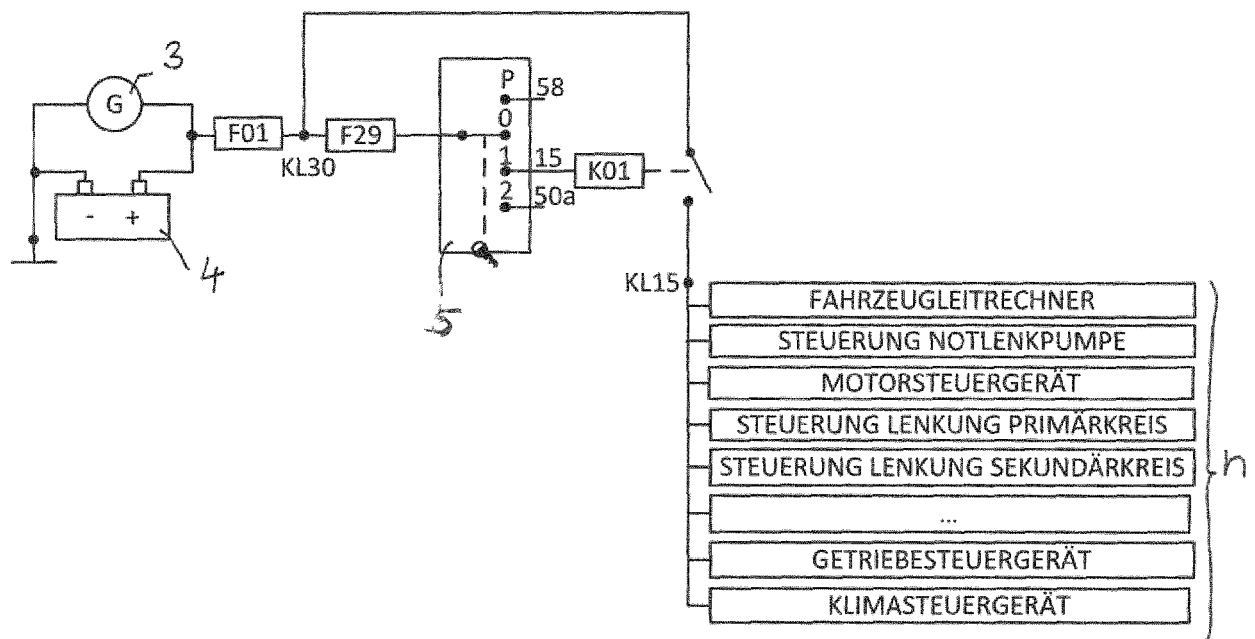 3
G
F01
KL30
F29
P
58
0
1
15
K01
2
50a
- +
4
5
KL15
FAHRZEUGLEITRECHNER
STEUERUNG NOTLENKPUMPE
MOTORSTEUERGERÄT
STEUERUNG LENKUNG PRIMÄRKREIS
STEUERUNG LENKUNG SEKUNDÄRKREIS
n
...
GETRIEBESTEUERGERÄT
KLIMASTEUERGERÄT